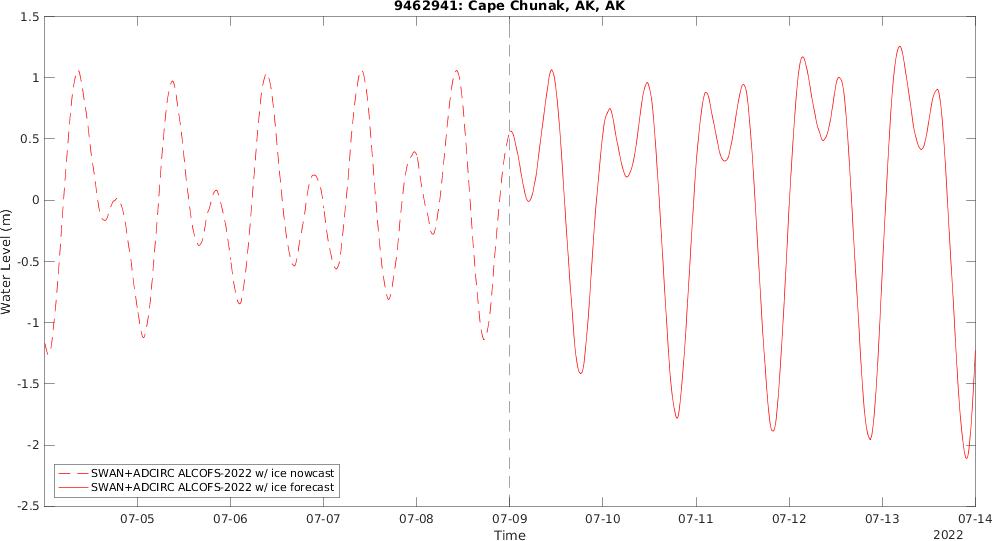 9462941: Cape Chunak, AK, AK
Water Level (m)
1.5
1
0.5
0
-0.5
-1
-1.5
-2
-2.5
SWAN+ADCIRC ALCOFS-2022 w/ ice nowcast
SWAN+ADCIRC ALCOFS-2022 w/ ice forecast
07-05 07-06 07-07 07-08 07-09 07-10 07-11 07-12 07-13 07-14
Time
2022